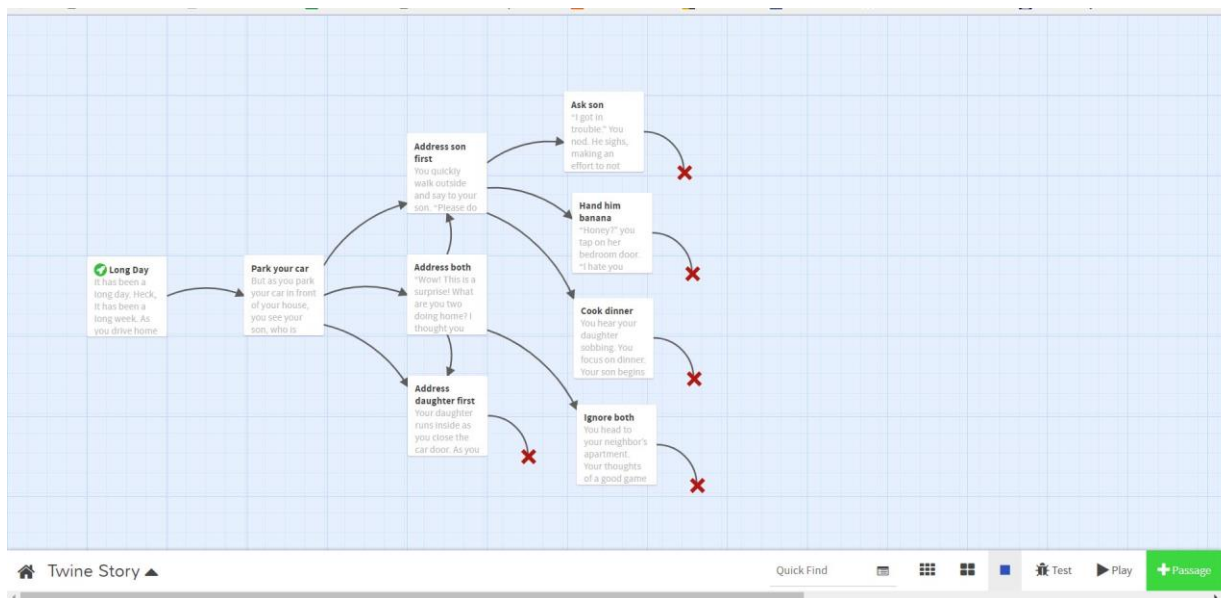 Ask son
"I got in
trouble." You
nod. He sighs,
making an
effort to not
Address son
first
You quickly
walk outside
and say to your
son. "Please do
Hand him
banana
"Honey?" you
tap on her
bedroom door.
"I hate you
Long Day
It has been a
long day. Heck,
it has been a
long week. As
you drive home
Park your car
But as you park
your car in front
of your house,
you see your
son, who is
Address both
"Wow! This is a
surprise! What
are you two
doing home? I
thought you
Cook dinner
You hear your
daughter
sobbing. You
focus on dinner.
Your son begins
Address
daughter first
Your daughter
runs inside as
you close the
car door. As you
Ignore both
You head to
your neighbor's
apartment.
Your thoughts
of a good game
Twine Story
Quick Find
Test
Play
Passage